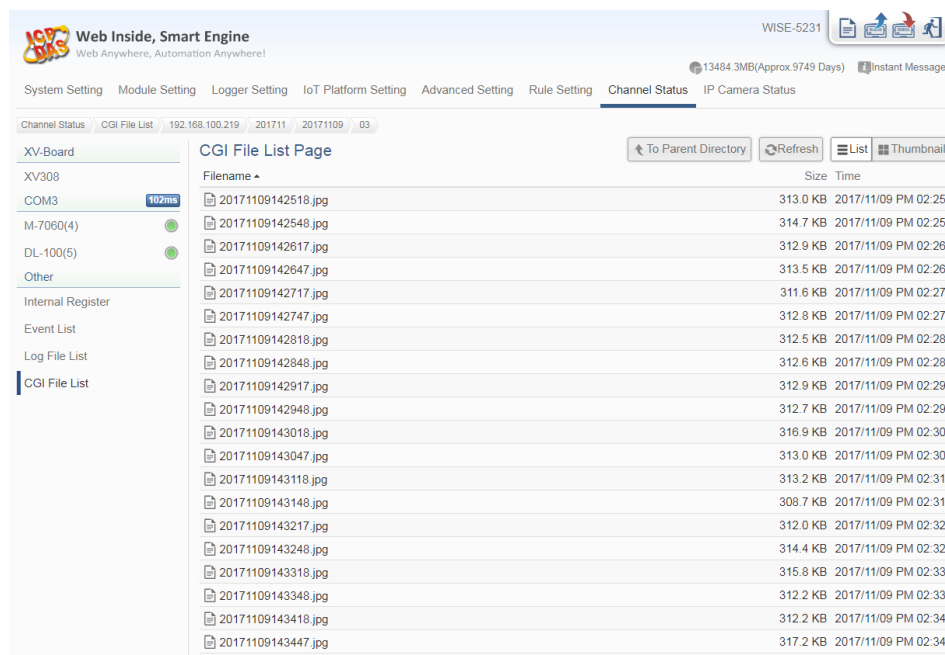 ICP DAS
Web Inside, Smart Engine
Web Anywhere, Automation Anywhere!
WISE-5231
13484.3MB(Approx.9749 Days) Instant Message
System Setting Module Setting Logger Setting IoT Platform Setting Advanced Setting Rule Setting Channel Status IP Camera Status
Channel Status CGI File List 192.168.100.219 201711 20171109 03
XV-Board
XV308
COM3 102ms
M-7060(4)
DL-100(5)
Other
Internal Register
Event List
Log File List
CGI File List
CGI File List Page
To Parent Directory Refresh List Thumbnail
Filename Size Time
20171109142518.jpg 313.0 KB 2017/11/09 PM 02:25
20171109142548.jpg 314.7 KB 2017/11/09 PM 02:25
20171109142617.jpg 312.9 KB 2017/11/09 PM 02:26
20171109142647.jpg 313.5 KB 2017/11/09 PM 02:26
20171109142717.jpg 311.6 KB 2017/11/09 PM 02:27
20171109142747.jpg 312.8 KB 2017/11/09 PM 02:27
20171109142818.jpg 312.5 KB 2017/11/09 PM 02:28
20171109142848.jpg 312.6 KB 2017/11/09 PM 02:28
20171109142917.jpg 312.9 KB 2017/11/09 PM 02:29
20171109142948.jpg 312.7 KB 2017/11/09 PM 02:29
20171109143018.jpg 316.9 KB 2017/11/09 PM 02:30
20171109143047.jpg 313.0 KB 2017/11/09 PM 02:30
20171109143118.jpg 313.2 KB 2017/11/09 PM 02:31
20171109143148.jpg 308.7 KB 2017/11/09 PM 02:31
20171109143217.jpg 312.0 KB 2017/11/09 PM 02:32
20171109143248.jpg 314.4 KB 2017/11/09 PM 02:32
20171109143318.jpg 315.8 KB 2017/11/09 PM 02:33
20171109143348.jpg 312.2 KB 2017/11/09 PM 02:33
20171109143418.jpg 312.2 KB 2017/11/09 PM 02:34
20171109143447.jpg 317.2 KB 2017/11/09 PM 02:34